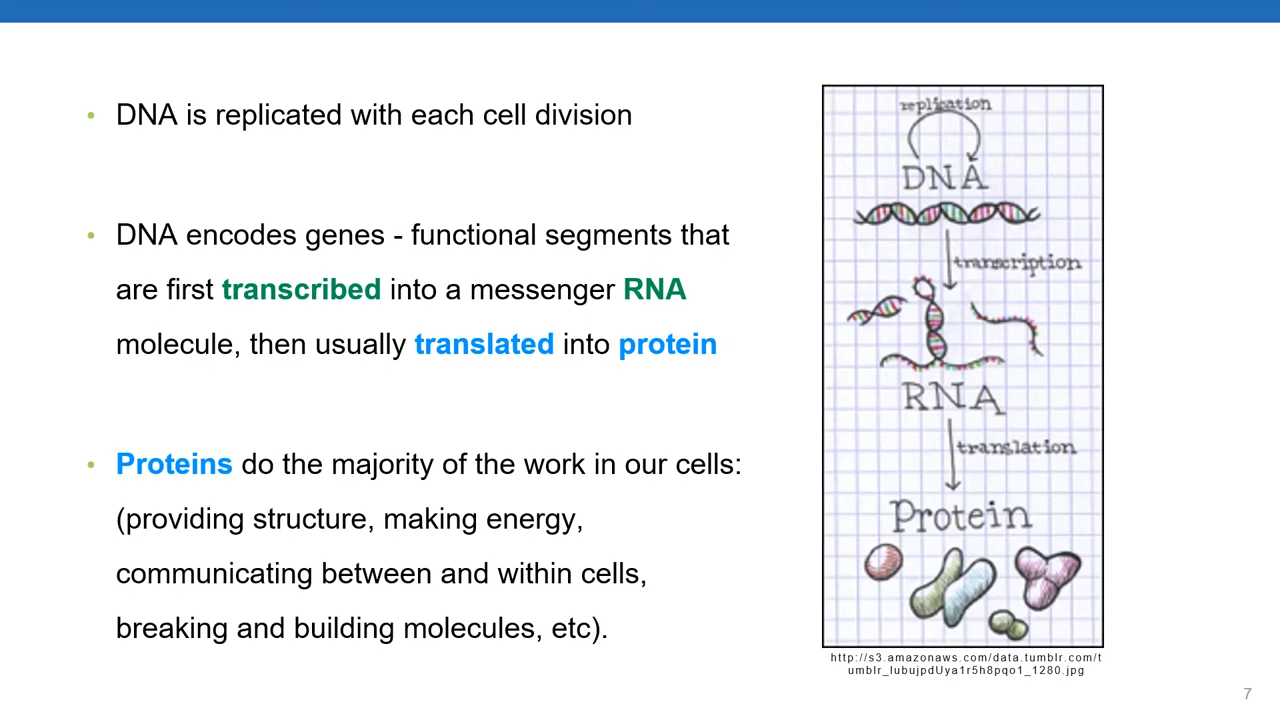 • DNA is replicated with each cell division
• DNA encodes genes - functional segments that
are first transcribed into a messenger RNA
molecule, then usually translated into protein
• Proteins do the majority of the work in our cells:
(providing structure, making energy,
communicating between and within cells,
breaking and building molecules, etc).
replication
DNA
transcription
RNA
translation
Protein
http://s3.amazonaws.com/data.tumblr.com/t
umblr_lubujpdUya1r5h8pqo1_1280.jpg
7